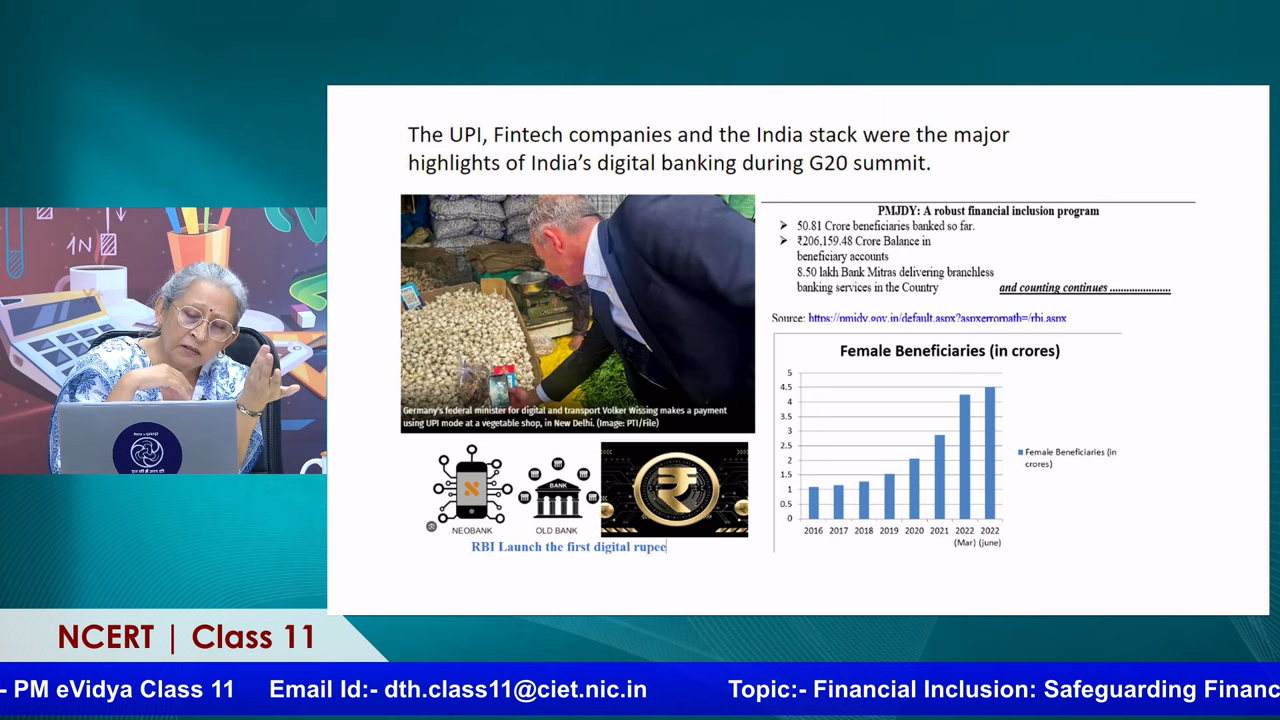 The UPI, Fintech companies and the India stack were the major
highlights of India's digital banking during G20 summit.
Germany's federal minister for digital and transport Volker Wissing makes a payment
using UPI mode at a vegetable shop, in New Delhi. (Image: PTI/File)
NEOBANK
BANK
OLD BANK
RBI Launch the first digital rupee
PMJDY: A robust financial inclusion program
➢ 50.81 Crore beneficiaries banked so far.
➢ ₹206,159.48 Crore Balance in
beneficiary accounts
8.50 lakh Bank Mitras delivering branchless
banking services in the Country and counting continues ......................
Source: https://pmjdy.gov.in/default.aspx?aspxerrorpath=/rbi.aspx
Female Beneficiaries (in crores)
5
4.5
4
3.5
3
2.5
2
1.5
1
0.5
0
2016 2017 2018 2019 2020 2021 2022 2022
(Mar) (june)
Female Beneficiaries (in
crores)
IN
NCERT | Class 11
- PM eVidya Class 11 Email Id:- dth.class11@ciet.nic.in Topic:- Financial Inclusion: Safeguarding Financ